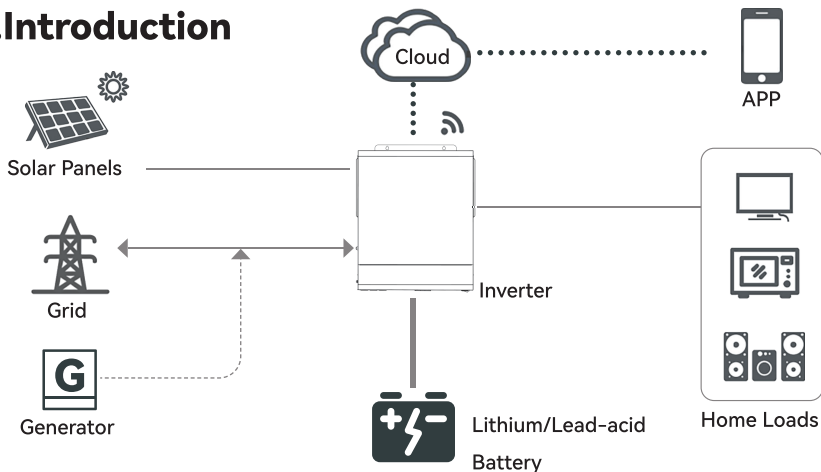 .Introduction
Cloud
APP
Solar Panels
Grid
Inverter
G
Generator
Home Loads
Lithium/Lead-acid
Battery